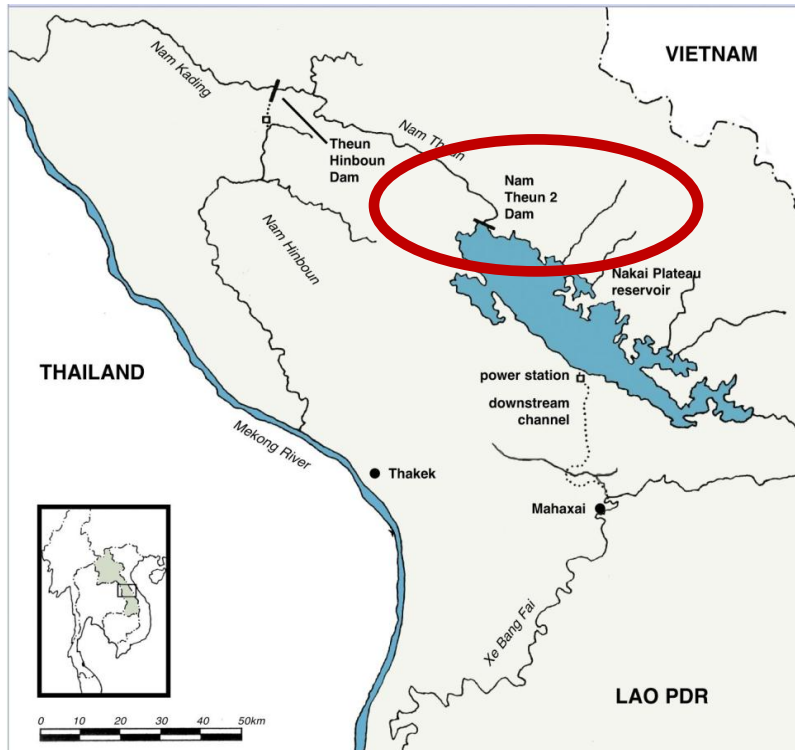 VIETNAM
Nam Kading
Theun
Hinboun
Dam
Nam Theun
Nam
Theun 2
Dam
Nam Hinboun
Nakai Plateau
reservoir
THAILAND
power station
downstream
channel
Mekong River
Thakek
Mahaxai
Xe Bang Fai
LAO PDR
0 10 20 30 40 50km